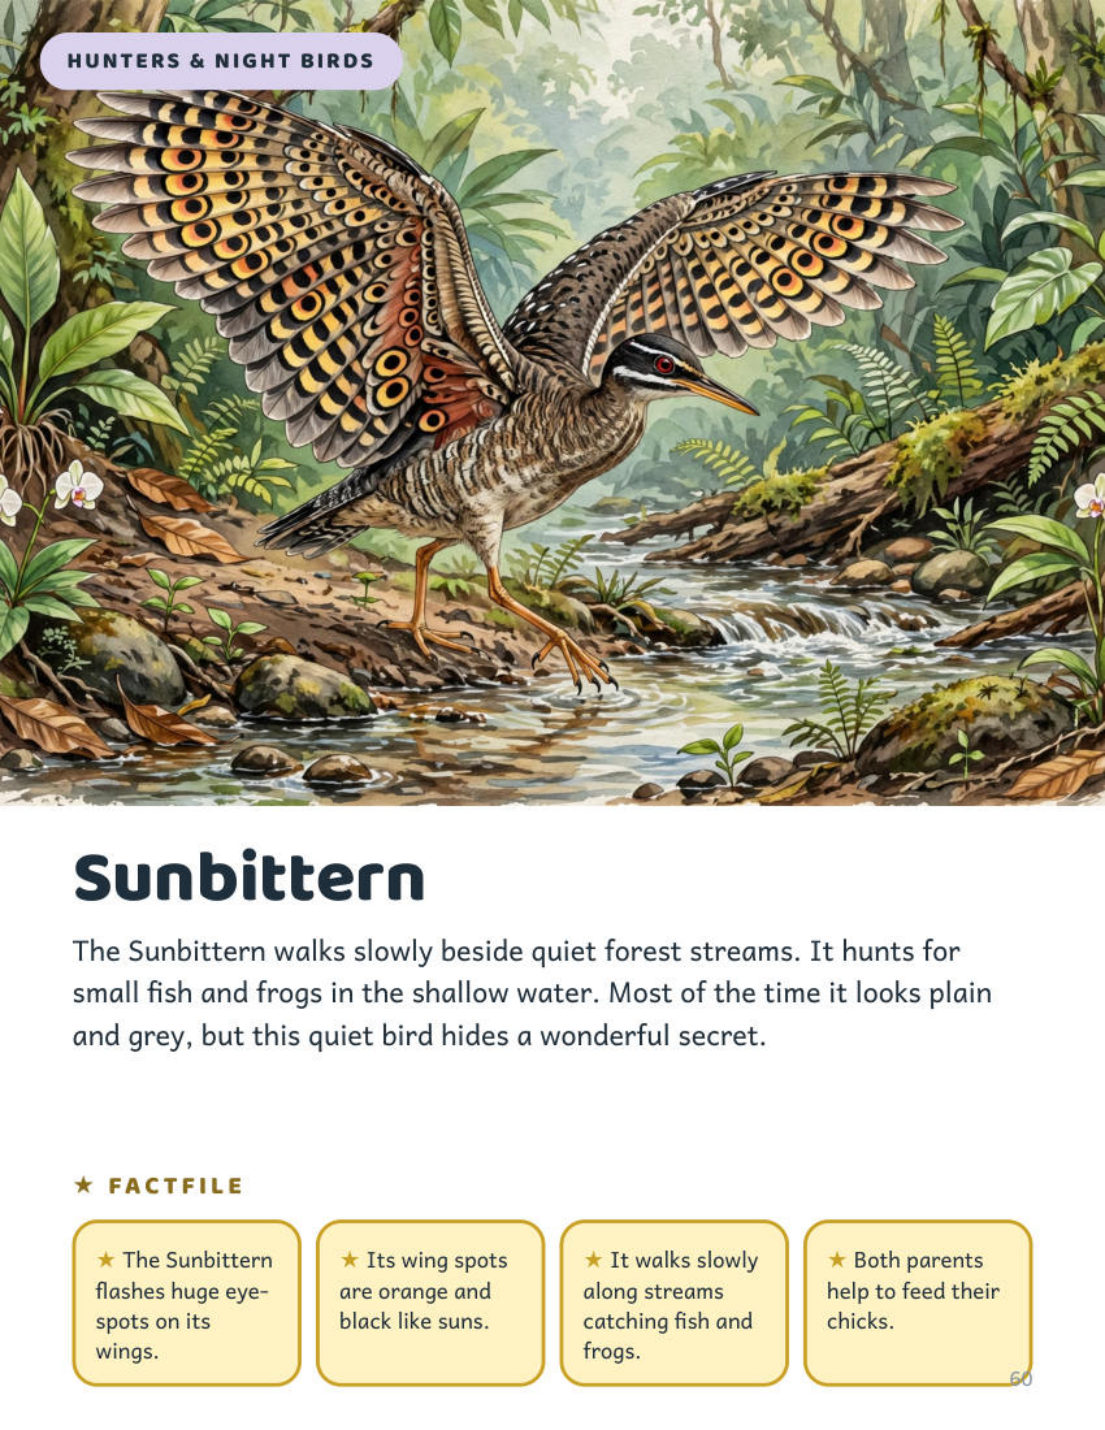 HUNTERS & NIGHT BIRDS
Sunbittern
The Sunbittern walks slowly beside quiet forest streams. It hunts for
small fish and frogs in the shallow water. Most of the time it looks plain
and grey, but this quiet bird hides a wonderful secret.
★ FACTFILE
★ The Sunbittern
flashes huge eye-
spots on its
wings.
★ Its wing spots
are orange and
black like suns.
★ It walks slowly
along streams
catching fish and
frogs.
★ Both parents
help to feed their
chicks.
60